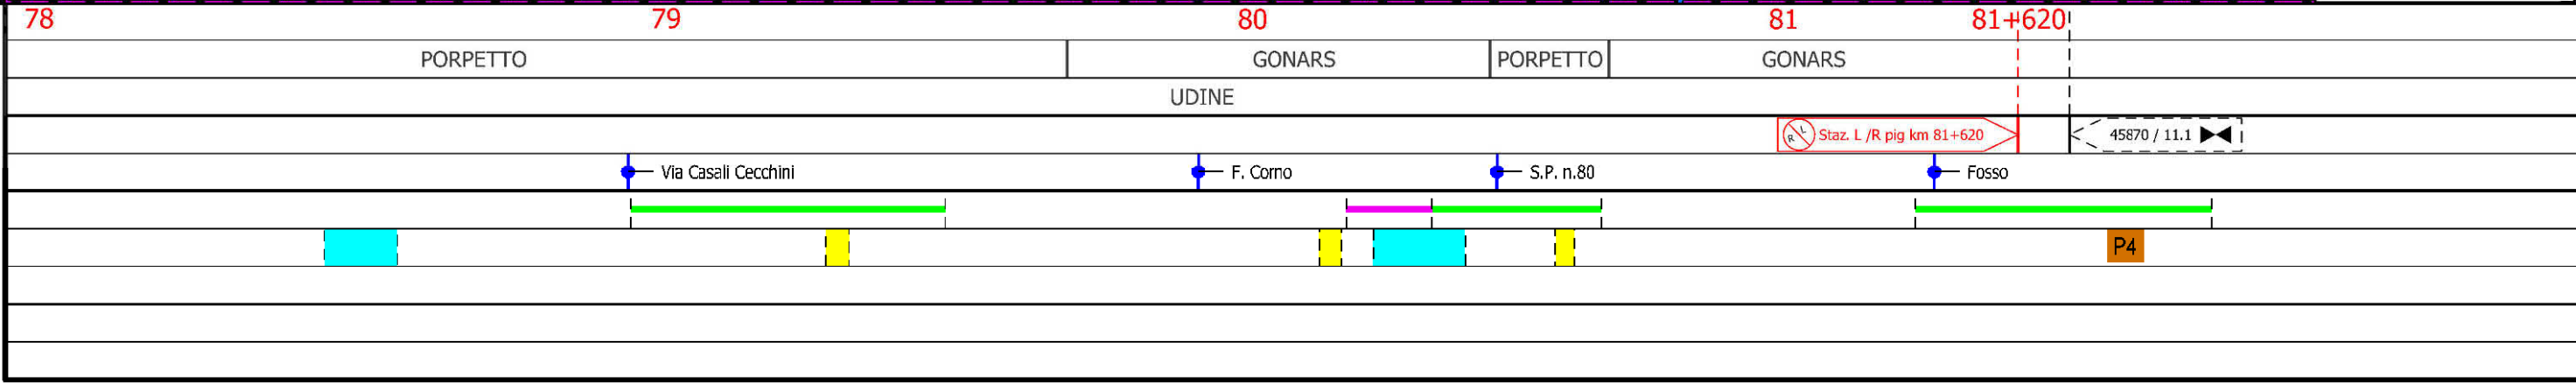 78 79 80 81 81+620
PORPETTO GONARS PORPETTO GONARS
UDINE
R L Staz. L /R pig km 81+620 45870 / 11.1
Via Casali Cecchini F. Corno S.P. n.80 Fosso
P4